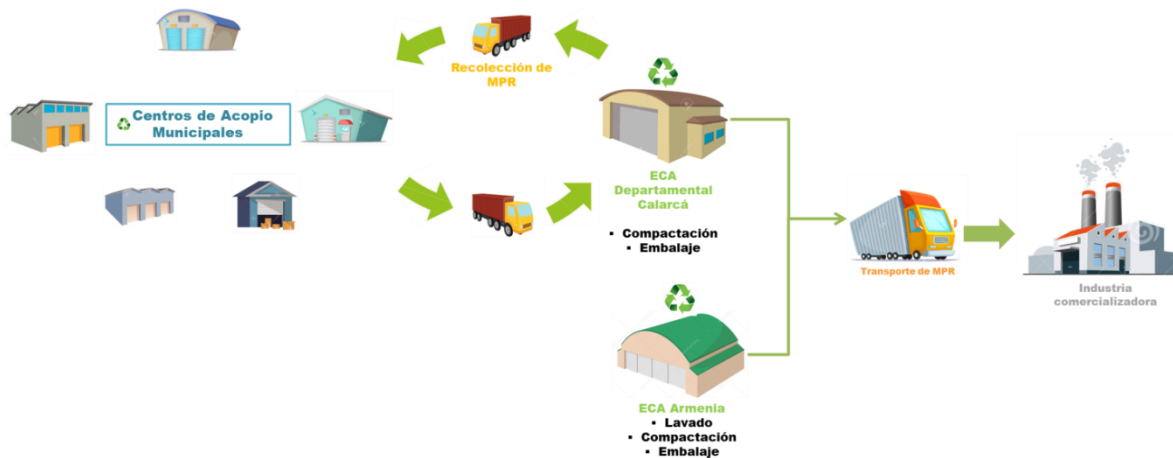 Recolección de
MPR
Centros de Acopio
Municipales
ECA
Departamental
Calarcá
▪ Compactación
▪ Embalaje
Transporte de MPR
Industria
comercializadora
ECA Armenia
▪ Lavado
▪ Compactación
▪ Embalaje